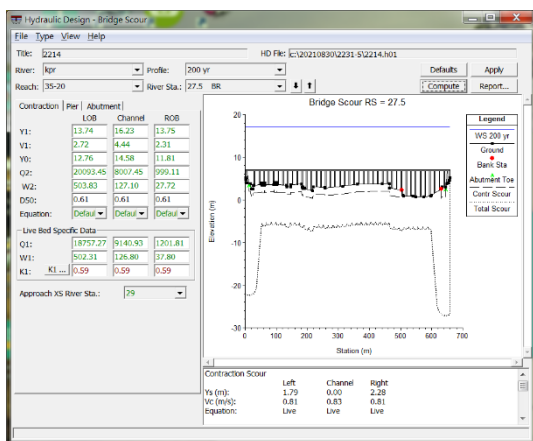 Hydraulic Design - Bridge Scour
File Type View Help
Title: 2214 HD File: c:\20210830\2231-S\2214.h01
River: kpr Profile: 200 yr Defaults Apply
Reach: 35-20 River Sta.: 27.5 BR Compute Report...
Contraction Pier Abutment
LOB Channel ROB
Y1: 13.74 16.23 13.75
V1: 2.72 4.44 2.31
Y0: 12.76 14.58 11.81
Q2: 20093.45 8007.45 999.11
W2: 503.83 127.10 27.72
D50: 0.61 0.61 0.61
Equation: Defaul Defaul Defaul
Live Bed Specific Data
Q1: 18757.27 9140.93 1201.81
W1: 502.31 126.80 37.80
K1: K1 ... 0.59 0.59 0.59
Approach XS River Sta.: 29
Bridge Scour RS = 27.5
20
10
0
-10
-20
-30
Elevation (m)
0 100 200 300 400 500 600 700
Station (m)
Legend
WS 200 yr
Ground
Bank Sta
Abutment Toe
Contr Scour
Total Scour
Contraction Scour
Left Channel Right
Ys (m): 1.79 0.00 2.28
Vc (m/s): 0.81 0.83 0.81
Equation: Live Live Live